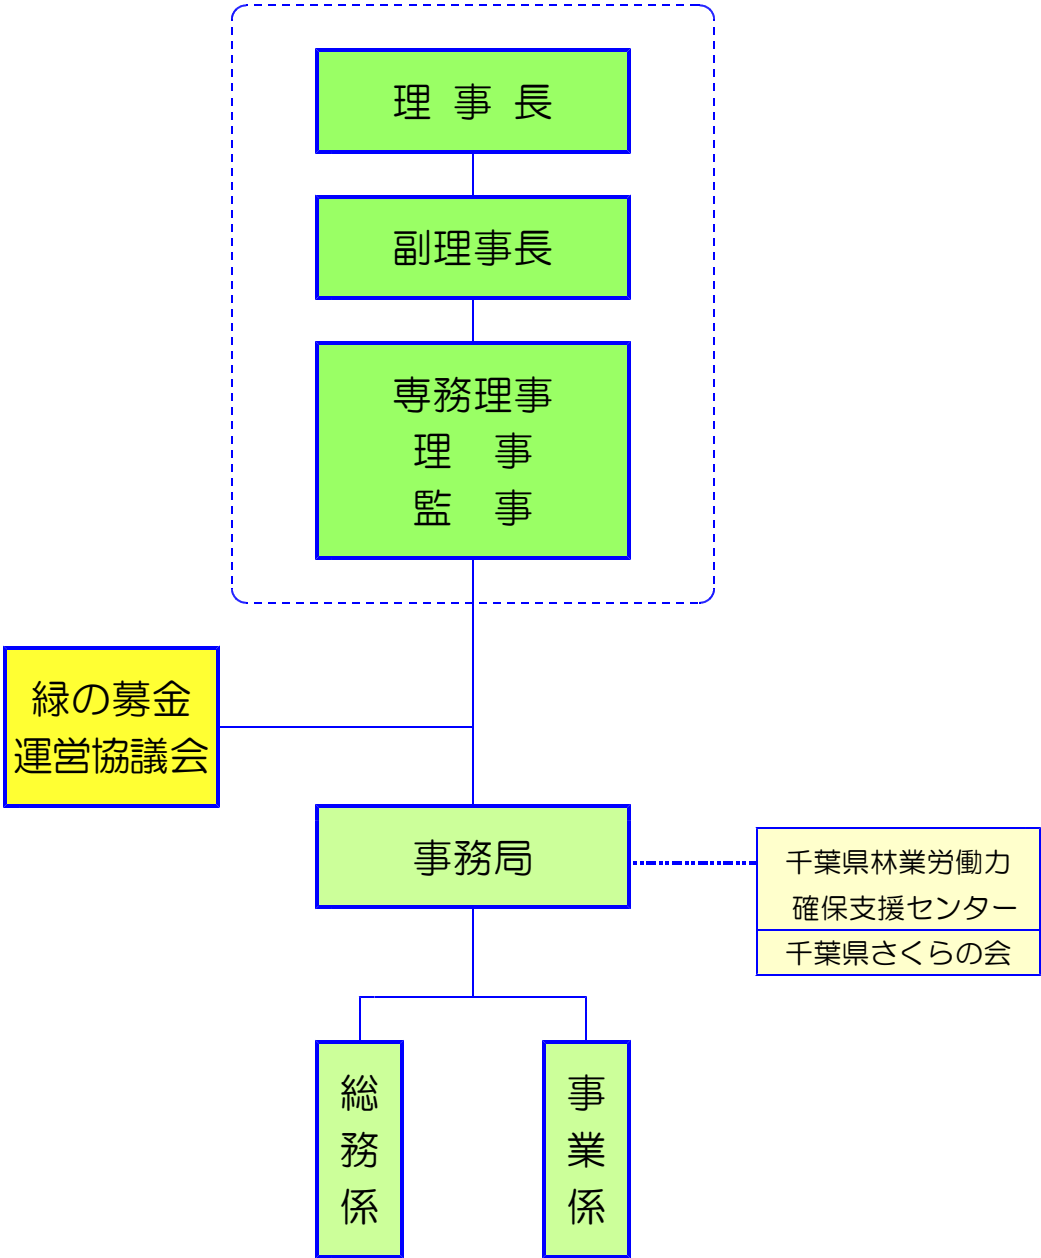 理 事 長
副理事長
専務理事
理　事
監　事
緑の募金
運営協議会
事務局
千葉県林業労働力
確保支援センター
千葉県さくらの会
総務係
事業係